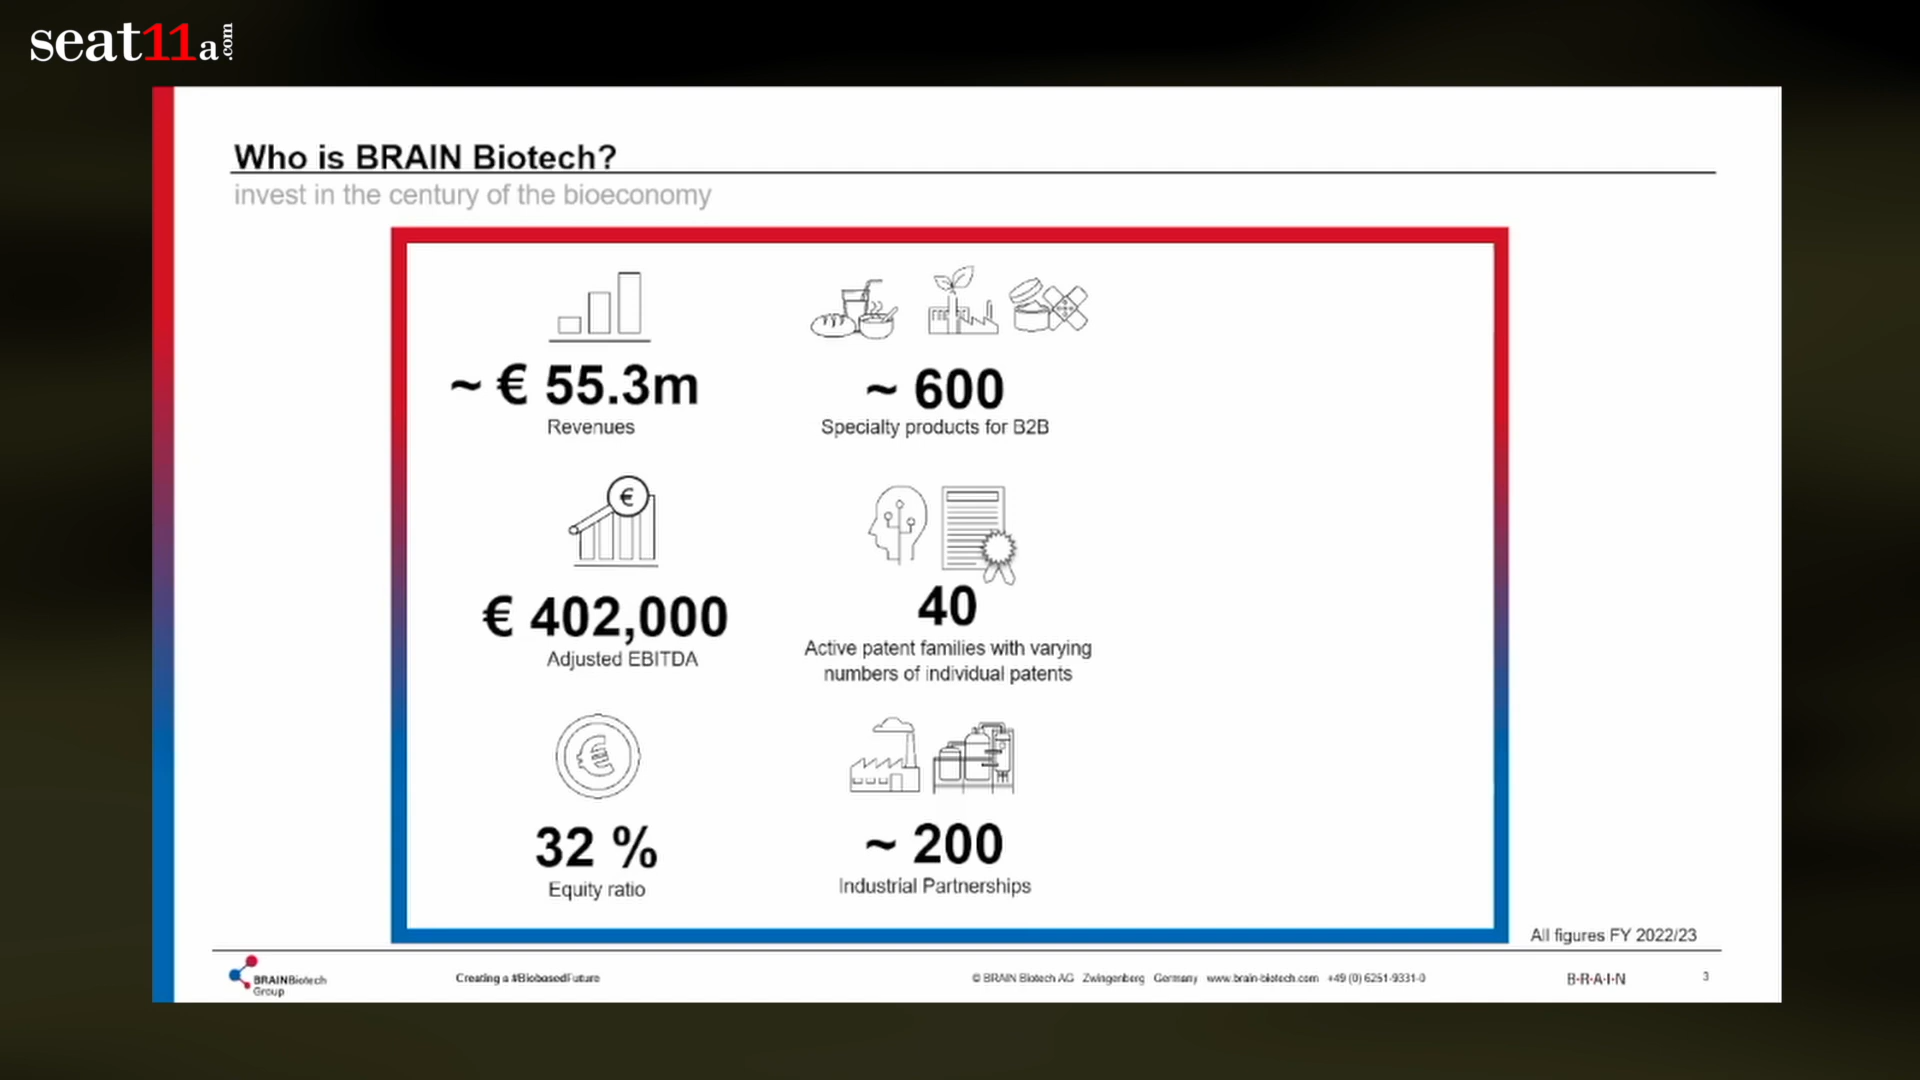 seat11a.com
Who is BRAIN Biotech?
invest in the century of the bioeconomy
~ € 55.3m
Revenues
~ 600
Specialty products for B2B
€
€ 402,000
Adjusted EBITDA
40
Active patent families with varying
numbers of individual patents
€
32 %
Equity ratio
~ 200
Industrial Partnerships
All figures FY 2022/23
BRAINBiotech
Group
Creating a #BiobasedFuture
© BRAIN Biotech AG Zwingenberg Germany www.brain-biotech.com +49 (0) 6251-9331-0
B·R·A·I·N
3